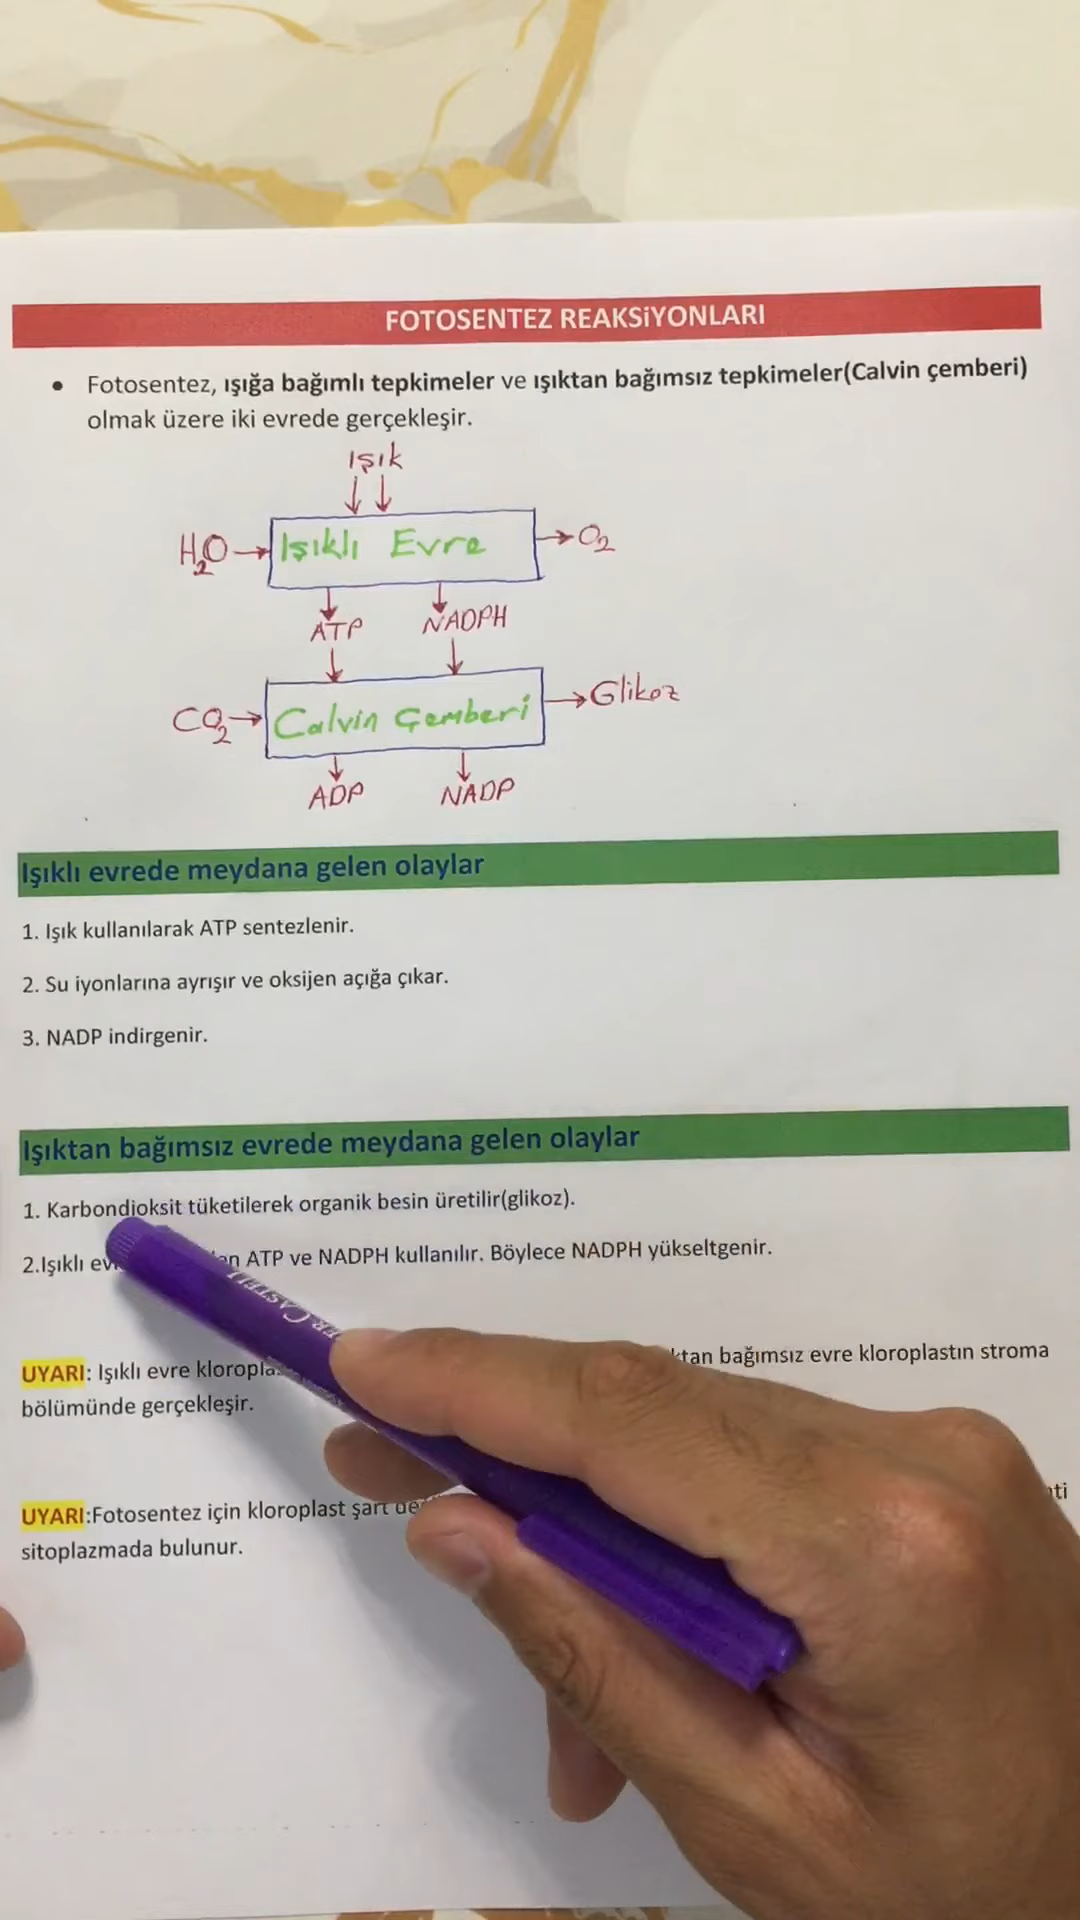 FOTOSENTEZ REAKSİYONLARI
• Fotosentez, ışığa bağımlı tepkimeler ve ışıktan bağımsız tepkimeler(Calvin çemberi)
olmak üzere iki evrede gerçekleşir.
Işık
H2O → Işıklı Evre → O2
ATP NADPH
CO2 → Calvin Çemberi → Glikoz
ADP NADP
Işıklı evrede meydana gelen olaylar
1. Işık kullanılarak ATP sentezlenir.
2. Su iyonlarına ayrışır ve oksijen açığa çıkar.
3. NADP indirgenir.
Işıktan bağımsız evrede meydana gelen olaylar
1. Karbondioksit tüketilerek organik besin üretilir(glikoz).
2.Işıklı ATP ve NADPH kullanılır. Böylece NADPH yükseltgenir.
UYARI: Işıklı evre bağımsız evre kloroplastın stroma
bölümünde gerçekleşir.
UYARI:Fotosentez için kloroplast şart
sitoplazmada bulunur.